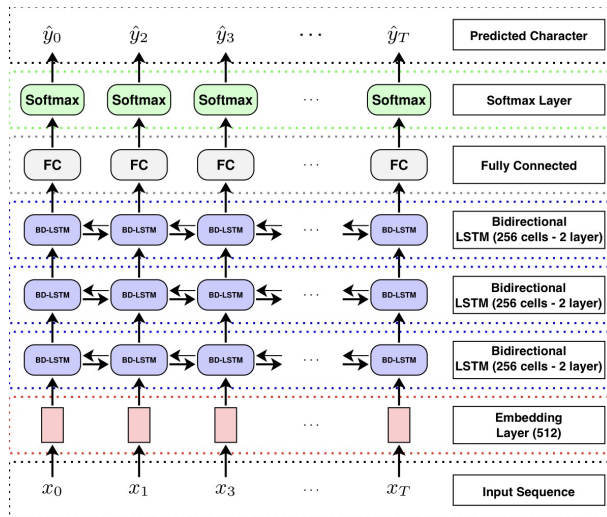 ŷ₀ ŷ₂ ŷ₃ ··· ŷ_T Predicted Character
Softmax Softmax Softmax ··· Softmax Softmax Layer
FC FC FC ··· FC Fully Connected
BD-LSTM BD-LSTM BD-LSTM ··· BD-LSTM Bidirectional
LSTM (256 cells - 2 layer)
BD-LSTM BD-LSTM BD-LSTM ··· BD-LSTM Bidirectional
LSTM (256 cells - 2 layer)
BD-LSTM BD-LSTM BD-LSTM ··· BD-LSTM Bidirectional
LSTM (256 cells - 2 layer)
··· Embedding
Layer (512)
x₀ x₁ x₃ ··· x_T Input Sequence